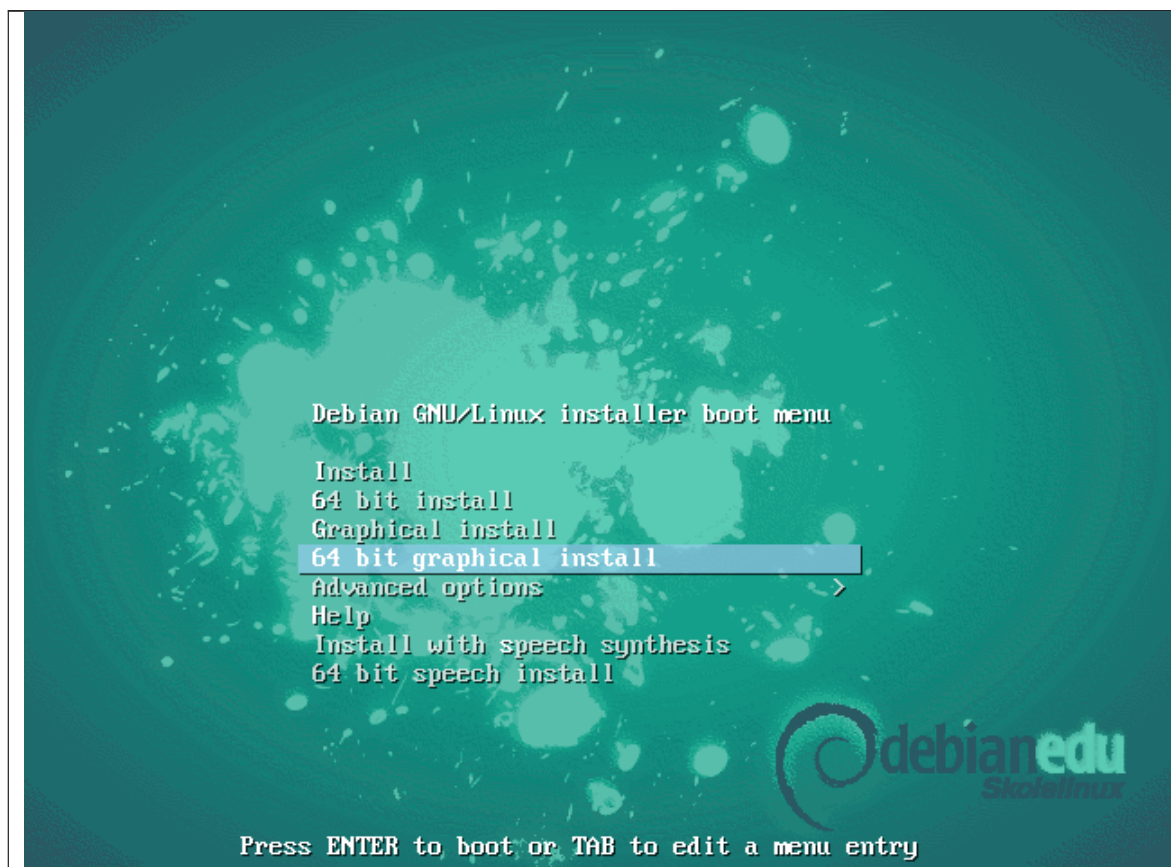 Debian GNU/Linux installer boot menu
Install
64 bit install
Graphical install
64 bit graphical install
Advanced options >
Help
Install with speech synthesis
64 bit speech install
debianedu
Skolelinux
Press ENTER to boot or TAB to edit a menu entry